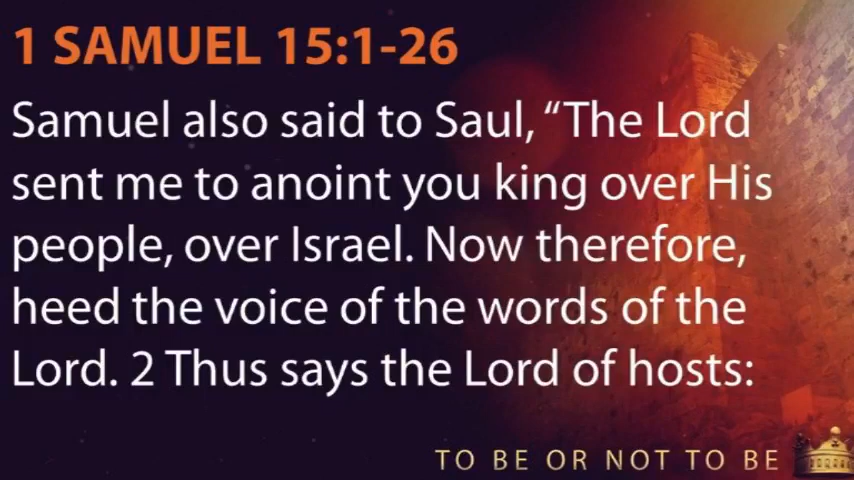 1 SAMUEL 15:1-26
Samuel also said to Saul, “The Lord
sent me to anoint you king over His
people, over Israel. Now therefore,
heed the voice of the words of the
Lord. 2 Thus says the Lord of hosts:
TO BE OR NOT TO BE